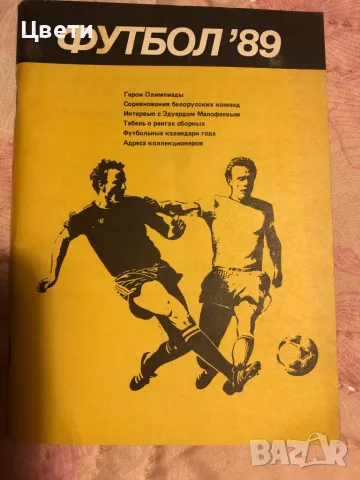 Цвети
ФУТБОЛ '89
Герои Олимпиады
Соревнования белорусских команд
Интервью с Эдуардом Малофеевым
Табель о рангах сборных
Футбольные календари года
Адреса коллекционеров
BAZAR
bg